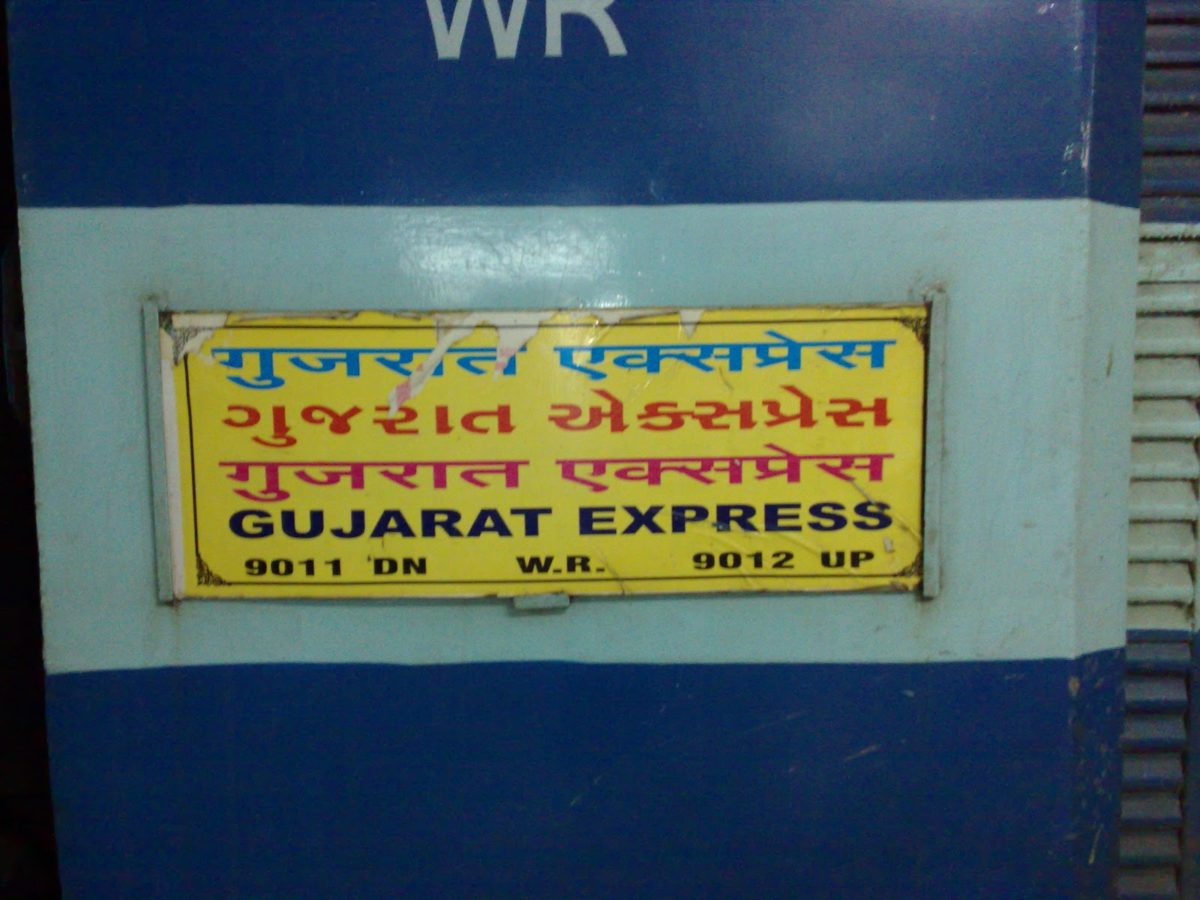 WR
गुजरात एक्सप्रेस
ગુજરાત એક્સપ્રેસ
गुजरात एक्सप्रेस
GUJARAT EXPRESS
9011 DN W.R. 9012 UP